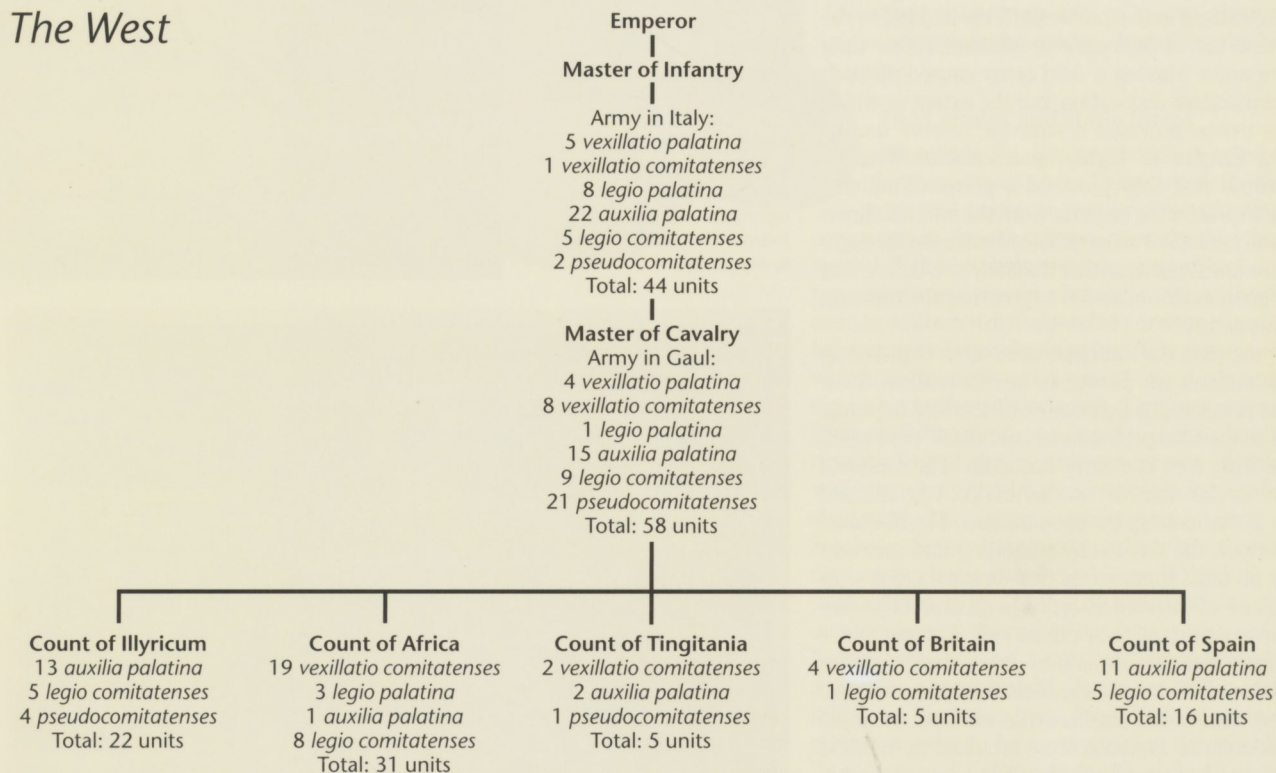 The West
Emperor
Master of Infantry
Army in Italy:
5 vexillatio palatina
1 vexillatio comitatenses
8 legio palatina
22 auxilia palatina
5 legio comitatenses
2 pseudocomitatenses
Total: 44 units
Master of Cavalry
Army in Gaul:
4 vexillatio palatina
8 vexillatio comitatenses
1 legio palatina
15 auxilia palatina
9 legio comitatenses
21 pseudocomitatenses
Total: 58 units
Count of Illyricum
13 auxilia palatina
5 legio comitatenses
4 pseudocomitatenses
Total: 22 units
Count of Africa
19 vexillatio comitatenses
3 legio palatina
1 auxilia palatina
8 legio comitatenses
Total: 31 units
Count of Tingitania
2 vexillatio comitatenses
2 auxilia palatina
1 pseudocomitatenses
Total: 5 units
Count of Britain
4 vexillatio comitatenses
1 legio comitatenses
Total: 5 units
Count of Spain
11 auxilia palatina
5 legio comitatenses
Total: 16 units